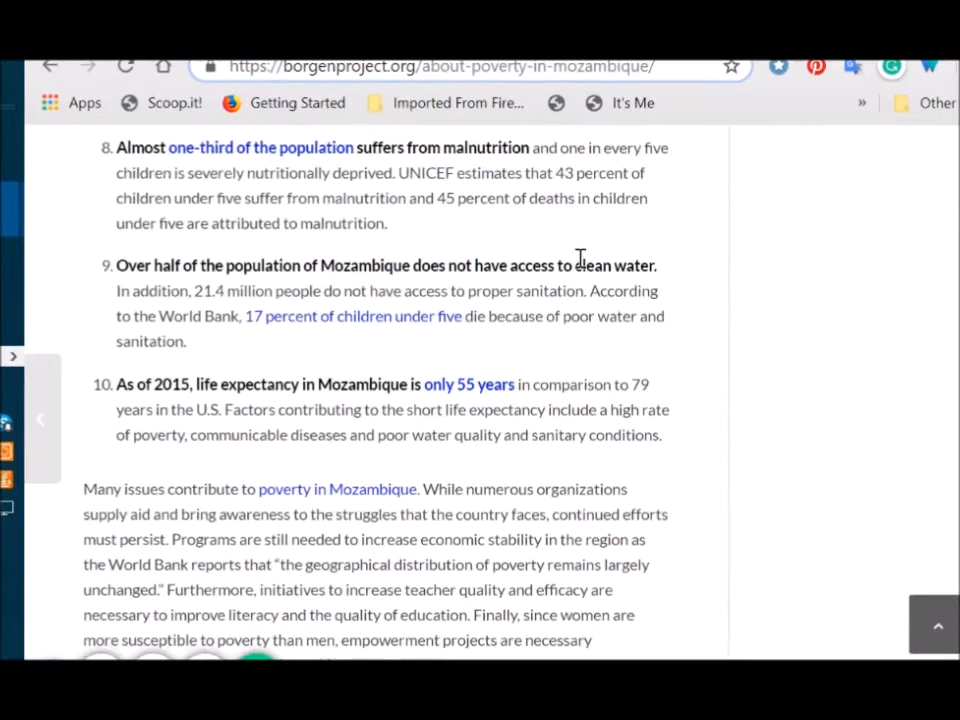 https://borgenproject.org/about-poverty-in-mozambique/
Apps Scoop.it! Getting Started Imported From Fire... It's Me » Other
8. Almost one-third of the population suffers from malnutrition and one in every five
children is severely nutritionally deprived. UNICEF estimates that 43 percent of
children under five suffer from malnutrition and 45 percent of deaths in children
under five are attributed to malnutrition.
9. Over half of the population of Mozambique does not have access to clean water.
In addition, 21.4 million people do not have access to proper sanitation. According
to the World Bank, 17 percent of children under five die because of poor water and
sanitation.
10. As of 2015, life expectancy in Mozambique is only 55 years in comparison to 79
years in the U.S. Factors contributing to the short life expectancy include a high rate
of poverty, communicable diseases and poor water quality and sanitary conditions.
Many issues contribute to poverty in Mozambique. While numerous organizations
supply aid and bring awareness to the struggles that the country faces, continued efforts
must persist. Programs are still needed to increase economic stability in the region as
the World Bank reports that “the geographical distribution of poverty remains largely
unchanged.” Furthermore, initiatives to increase teacher quality and efficacy are
necessary to improve literacy and the quality of education. Finally, since women are
more susceptible to poverty than men, empowerment projects are necessary